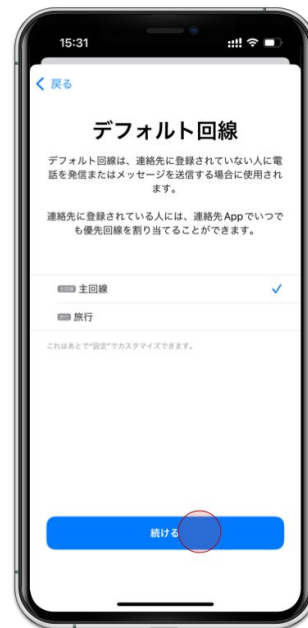 15:31
戻る
デフォルト回線
デフォルト回線は、連絡先に登録されていない人に電
話を発信またはメッセージを送信する場合に使用され
ます。
連絡先に登録されている人には、連絡先Appでいつで
も優先回線を割り当てることができます。
主回線
旅行
これはあとで“設定”でカスタマイズできます。
続ける